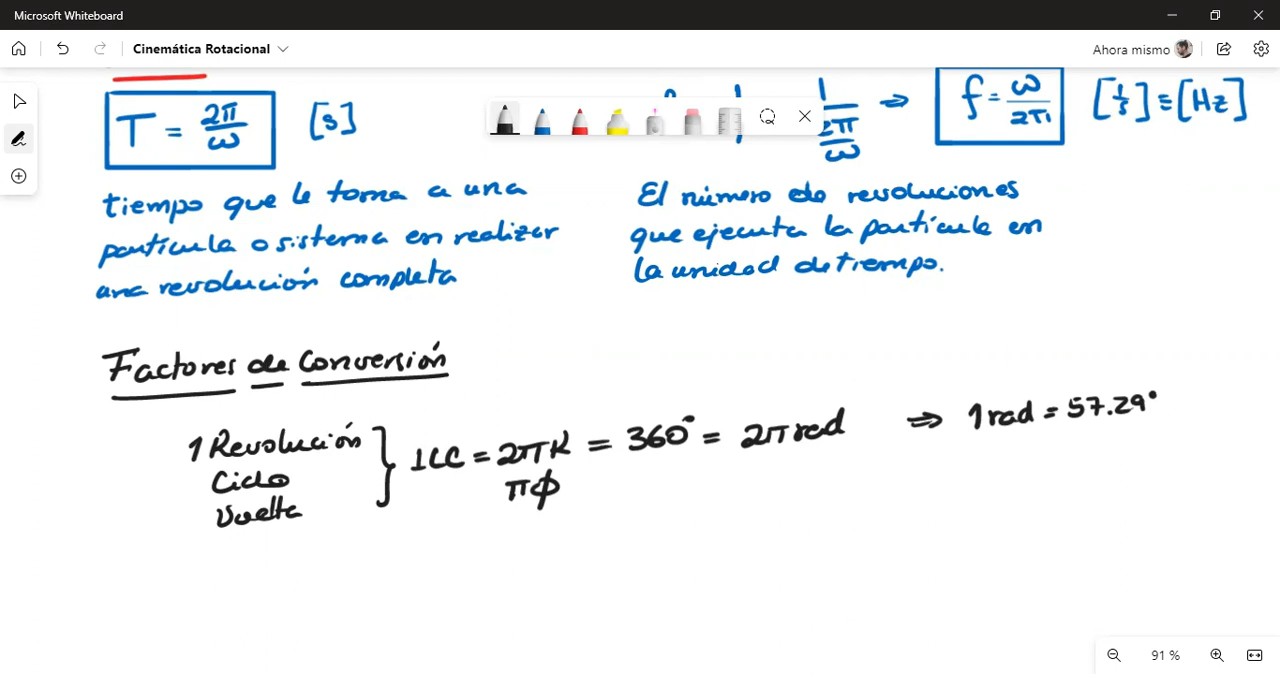 Microsoft Whiteboard
Cinemática Rotacional
Ahora mismo
T = 2π/ω [s]
1 / 2π/ω ⇒ f = ω/2π [1/s] ≡ [Hz]
tiempo que le toma a una
partícula o sistema en realizar
una revolución completa
El número de revoluciones
que ejecuta la partícula en
la unidad de tiempo.
Factores de Conversión
1 Revolución
Ciclo
Vuelta
} 1CC = 2πR = 360° = 2π rad ⇒ 1 rad = 57.29°
πϕ
91 %